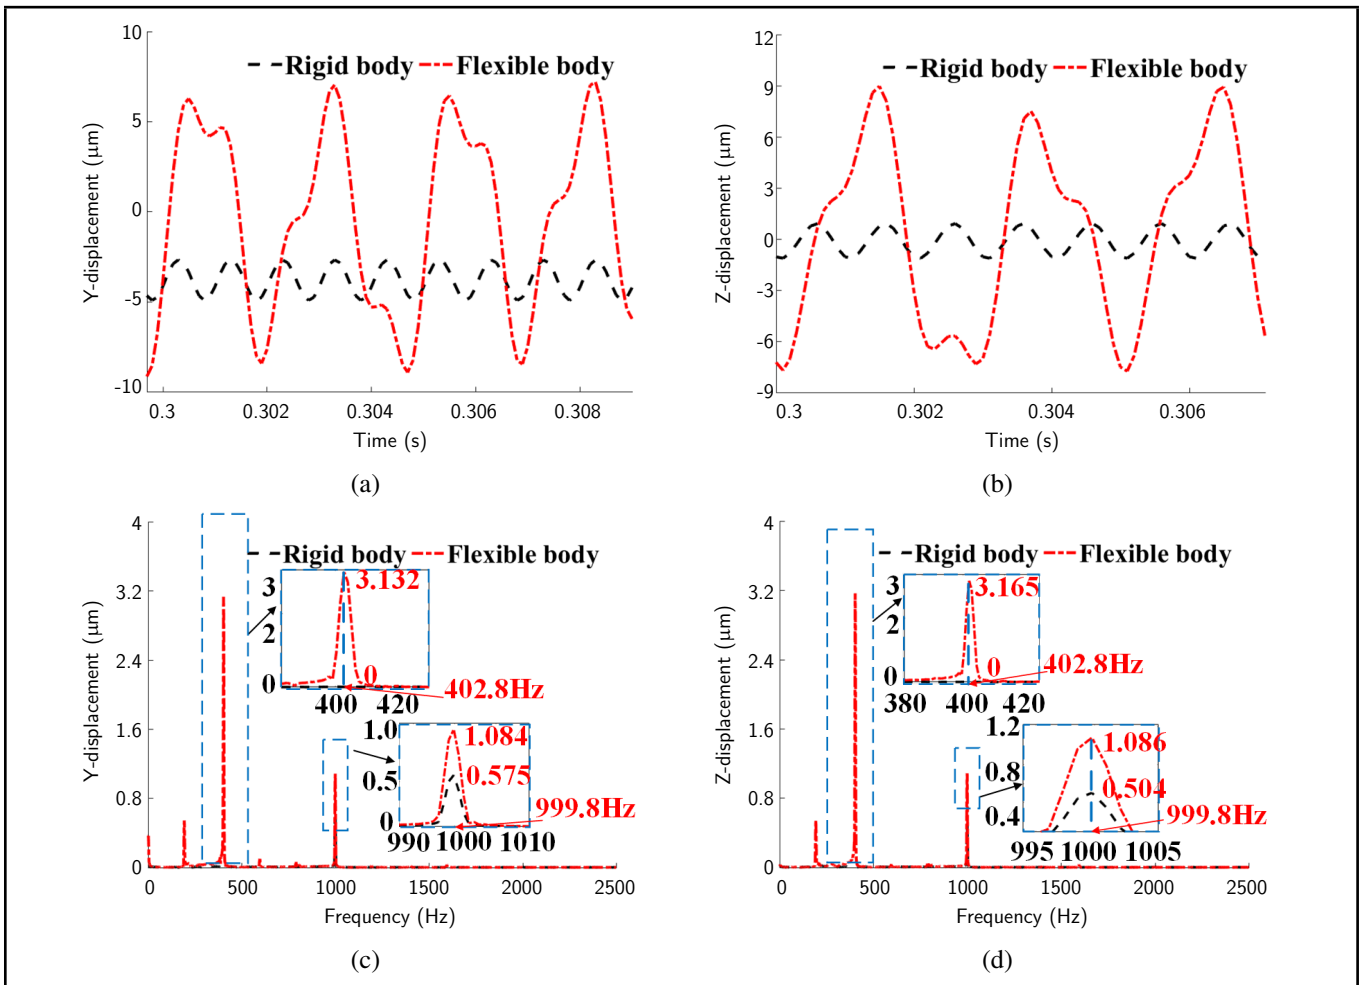 10
5
0
-5
-10
Y-displacement (μm)
Rigid body Flexible body
0.3 0.302 0.304 0.306 0.308
Time (s)
(a)
12
9
6
3
0
-3
-6
-9
Z-displacement (μm)
Rigid body Flexible body
0.3 0.302 0.304 0.306
Time (s)
(b)
4
3.2
2.4
1.6
0.8
0
Y-displacement (μm)
Rigid body Flexible body
3
2
0
3.132
0
400 420
402.8Hz
1.0
0.5
0
1.084
0.575
999.8Hz
990 1000 1010
0 500 1000 1500 2000 2500
Frequency (Hz)
(c)
4
3.2
2.4
1.6
0.8
0
Z-displacement (μm)
Rigid body Flexible body
3
2
0
3.165
0
402.8Hz
380 400 420
1.2
0.8
0.4
1.086
0.504
999.8Hz
995 1000 1005
0 500 1000 1500 2000 2500
Frequency (Hz)
(d)